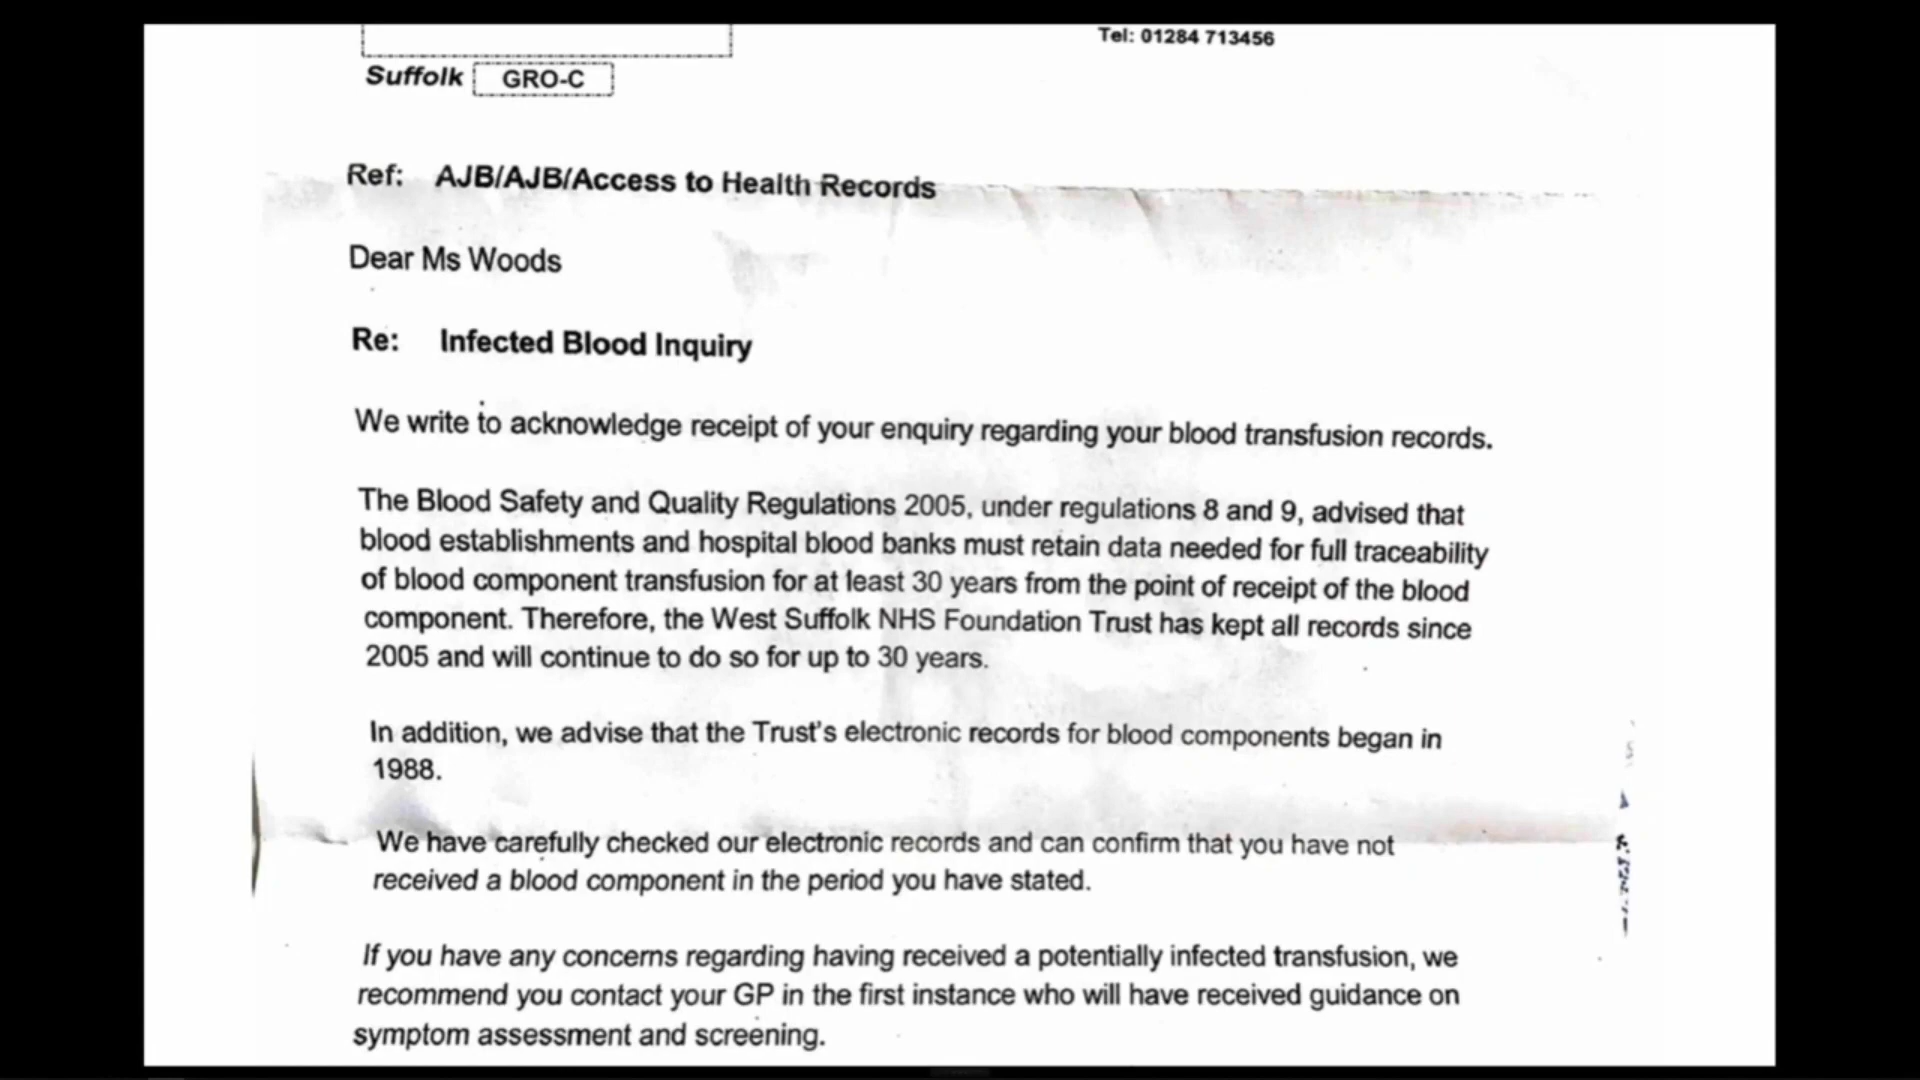 Tel: 01284 713456
Suffolk GRO-C
Ref: AJB/AJB/Access to Health Records
Dear Ms Woods
Re: Infected Blood Inquiry
We write to acknowledge receipt of your enquiry regarding your blood transfusion records.
The Blood Safety and Quality Regulations 2005, under regulations 8 and 9, advised that
blood establishments and hospital blood banks must retain data needed for full traceability
of blood component transfusion for at least 30 years from the point of receipt of the blood
component. Therefore, the West Suffolk NHS Foundation Trust has kept all records since
2005 and will continue to do so for up to 30 years.
In addition, we advise that the Trust's electronic records for blood components began in
1988.
We have carefully checked our electronic records and can confirm that you have not
received a blood component in the period you have stated.
If you have any concerns regarding having received a potentially infected transfusion, we
recommend you contact your GP in the first instance who will have received guidance on
symptom assessment and screening.